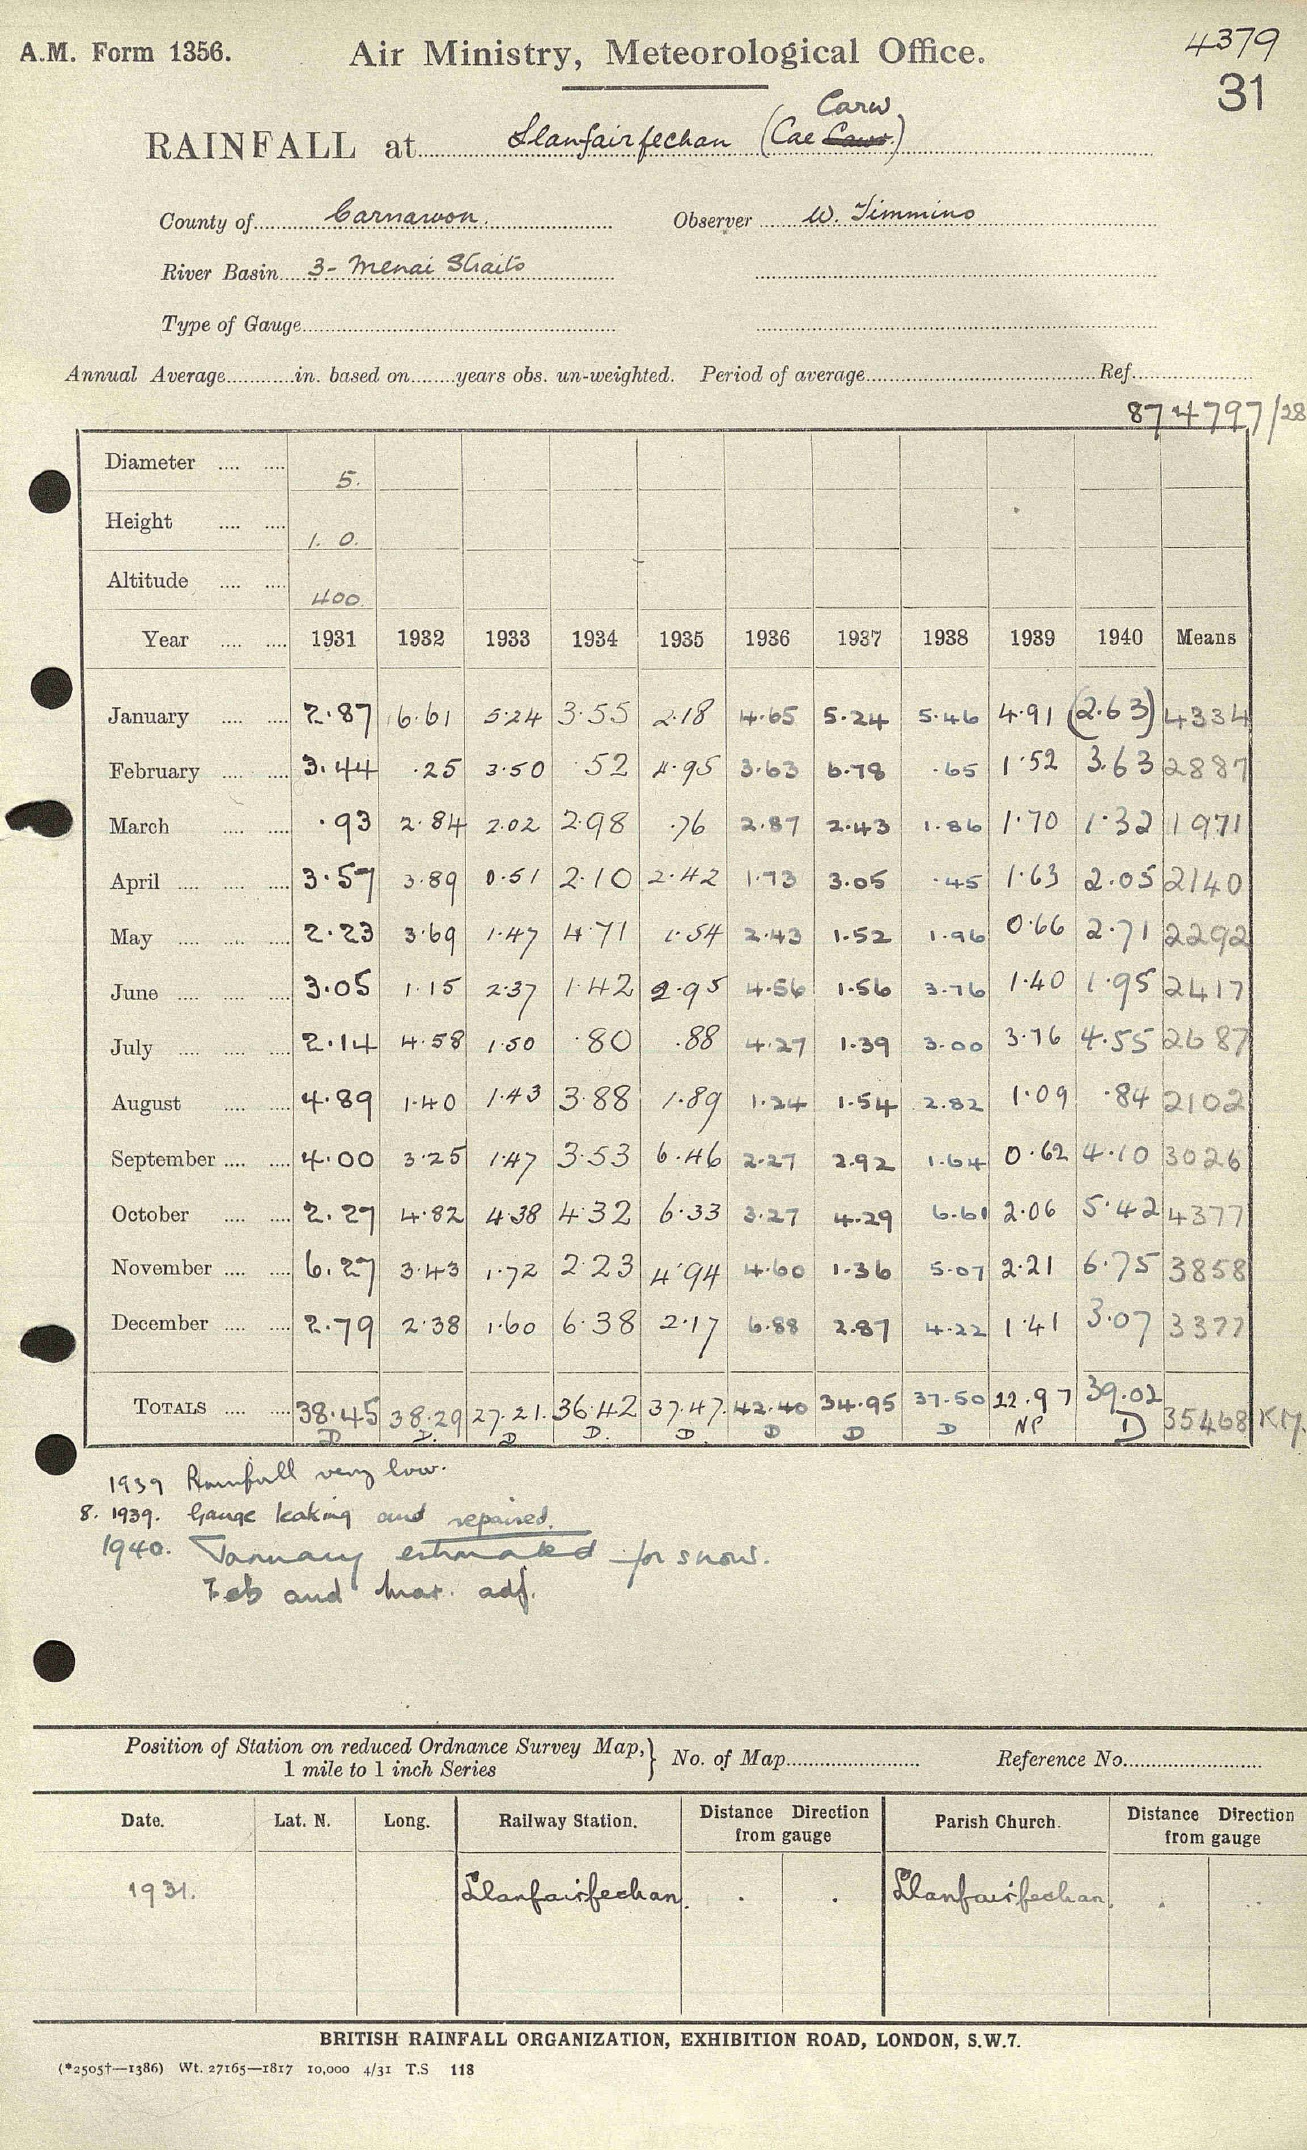 A.M. Form 1356. Air Ministry, Meteorological Office. 4379
31
Carw
RAINFALL at Llanfairfechan (Cae Cawr.)
County of Carnarvon. Observer W. Timmins
River Basin 3 - Menai Straits
Type of Gauge
Annual Average in. based on years obs. un-weighted. Period of average Ref.
874797/28
Diameter 5.
Height 1. 0.
Altitude 400
Year 1931 1932 1933 1934 1935 1936 1937 1938 1939 1940 Means
January 2.87 6.61 5.24 3.55 2.18 4.65 5.24 5.46 4.91 (2.63) 4334
February 3.44 .25 3.50 .52 4.95 3.63 6.78 .65 1.52 3.63 2887
March .93 2.84 2.02 2.98 .76 2.87 2.43 1.86 1.70 1.32 1971
April 3.57 3.89 0.51 2.10 2.42 1.73 3.05 .45 1.63 2.05 2140
May 2.23 3.69 1.47 4.71 1.54 2.43 1.52 1.96 0.66 2.71 2292
June 3.05 1.15 2.37 1.42 2.95 4.56 1.56 3.76 1.40 1.95 2417
July 2.14 4.58 1.50 .80 .88 4.27 1.39 3.00 3.76 4.55 2687
August 4.89 1.40 1.43 3.88 1.89 1.24 1.54 2.82 1.09 .84 2102
September 4.00 3.25 1.47 3.53 6.46 2.27 2.92 1.64 0.62 4.10 3026
October 2.27 4.82 4.38 4.32 6.33 3.27 4.29 6.61 2.06 5.42 4377
November 6.27 3.43 1.72 2.23 4.94 4.60 1.36 5.07 2.21 6.75 3858
December 2.79 2.38 1.60 6.38 2.17 6.88 2.87 4.22 1.41 3.07 3377
TOTALS 38.45 38.29 27.21. 36.42 37.47. 42.40 34.95 37.50 22.97 39.02 35468 K.M.
D D. D D. D. D D D NP D
1939 Rainfall very low.
8. 1939. Gauge leaking and repaired.
1940. January estimated for snow.
Feb and Mar. adj.
Position of Station on reduced Ordnance Survey Map, } No. of Map Reference No.
1 mile to 1 inch Series
Date. Lat. N. Long. Railway Station. Distance Direction from gauge Parish Church. Distance Direction from gauge
1931. Llanfairfechan. Llanfairfechan.
BRITISH RAINFALL ORGANIZATION, EXHIBITION ROAD, LONDON, S.W.7.
(*2505†—1386) Wt. 27165—1817 10,000 4/31 T.S 118